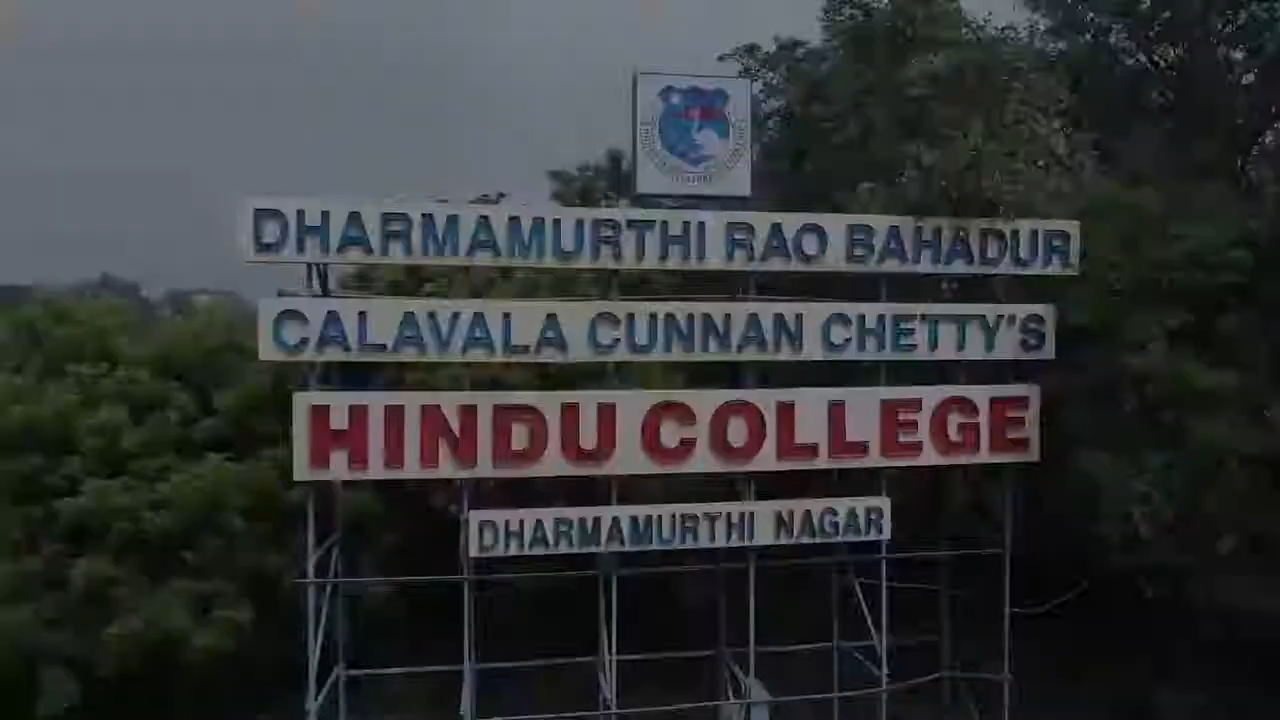 DHARMAMURTHI RAO BAHADUR
CALAVALA CUNNAN CHETTY'S
HINDU COLLEGE
DHARMAMURTHI NAGAR